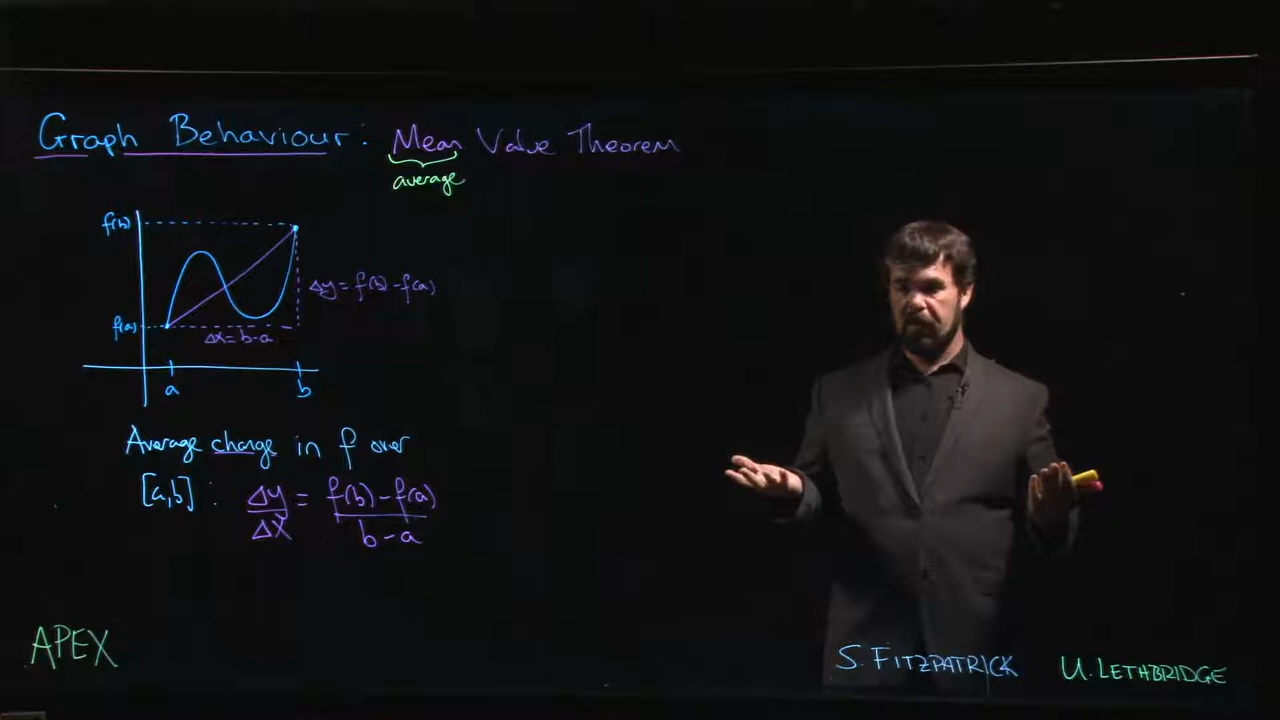 Graph Behaviour: Mean Value Theorem
average
f(b)
Δy = f(b) - f(a)
f(a)
Δx = b - a
a b
Average change in f over
[a,b] : Δy/Δx = f(b) - f(a) / b - a
APEX
S. FITZPATRICK U. LETHBRIDGE